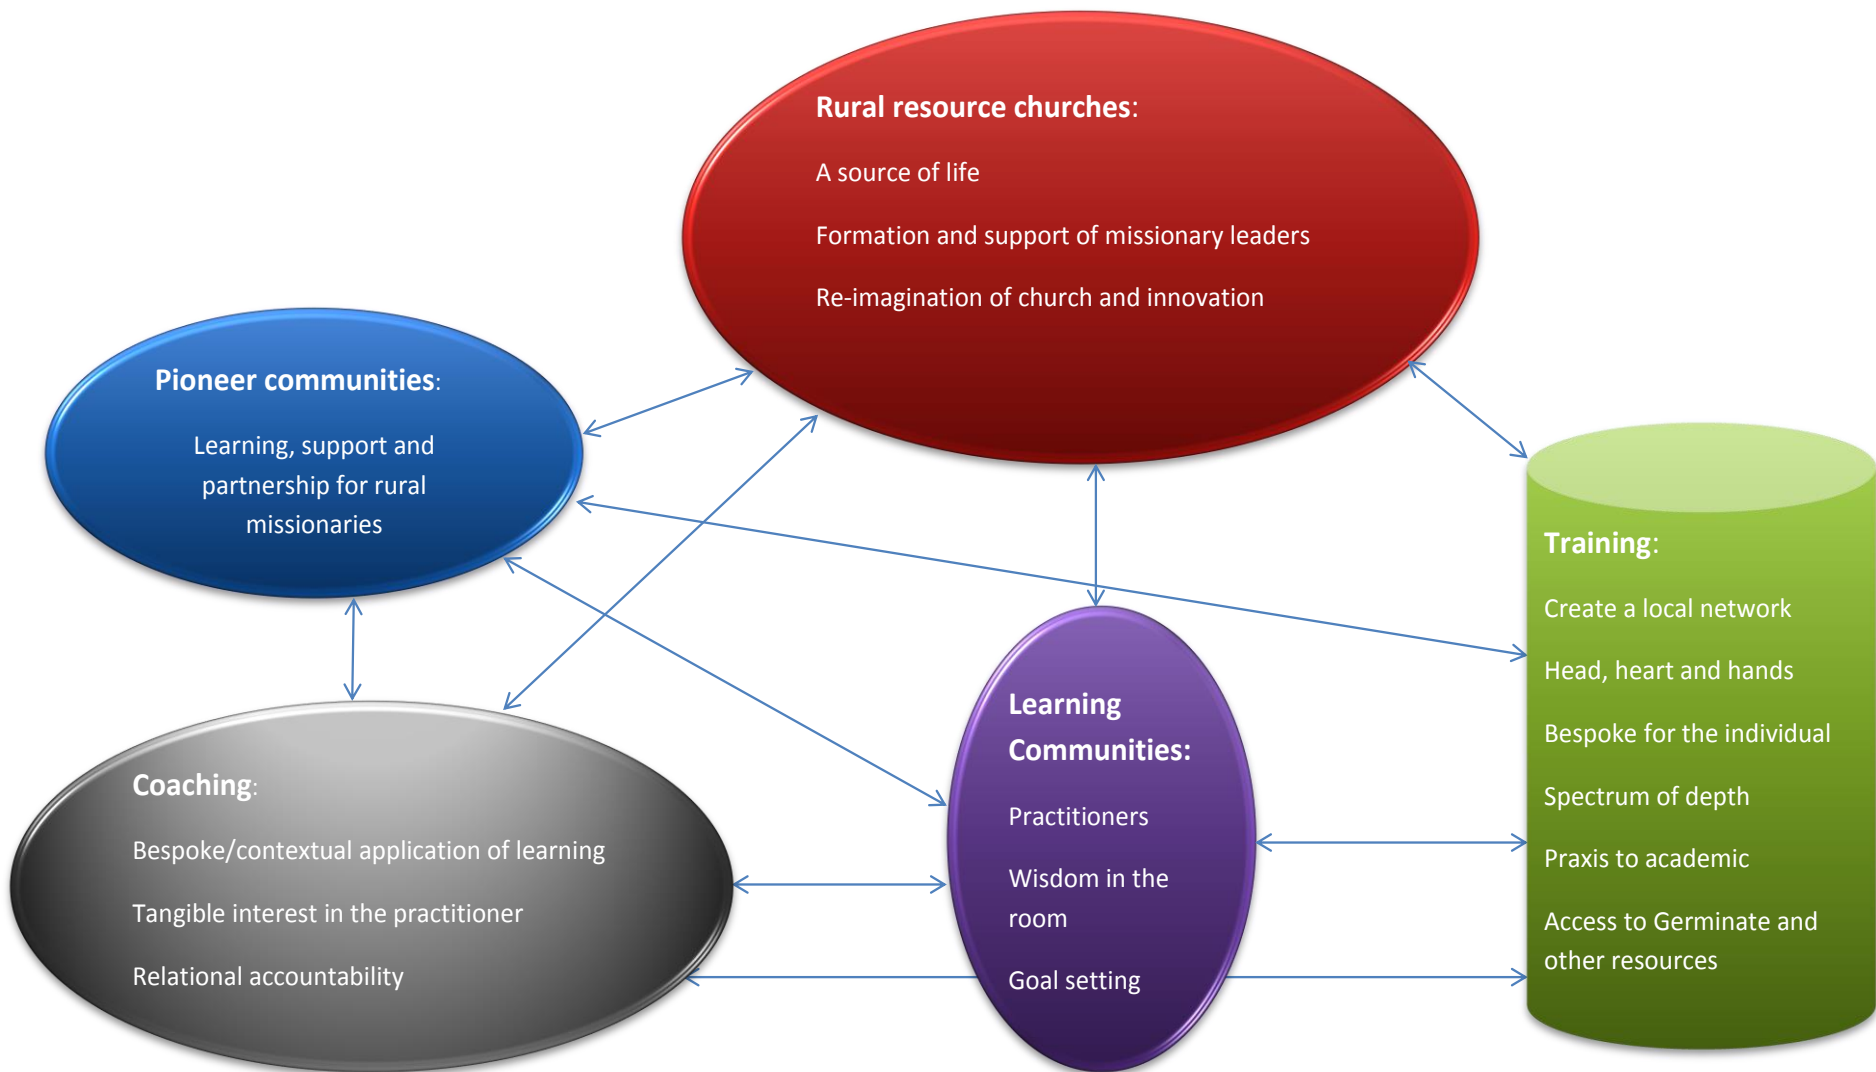 Rural resource churches:
A source of life
Formation and support of missionary leaders
Re-imagination of church and innovation
Pioneer communities:
Learning, support and
partnership for rural
missionaries
Training:
Create a local network
Head, heart and hands
Bespoke for the individual
Spectrum of depth
Praxis to academic
Access to Germinate and
other resources
Learning
Communities:
Practitioners
Wisdom in the
room
Goal setting
Coaching:
Bespoke/contextual application of learning
Tangible interest in the practitioner
Relational accountability